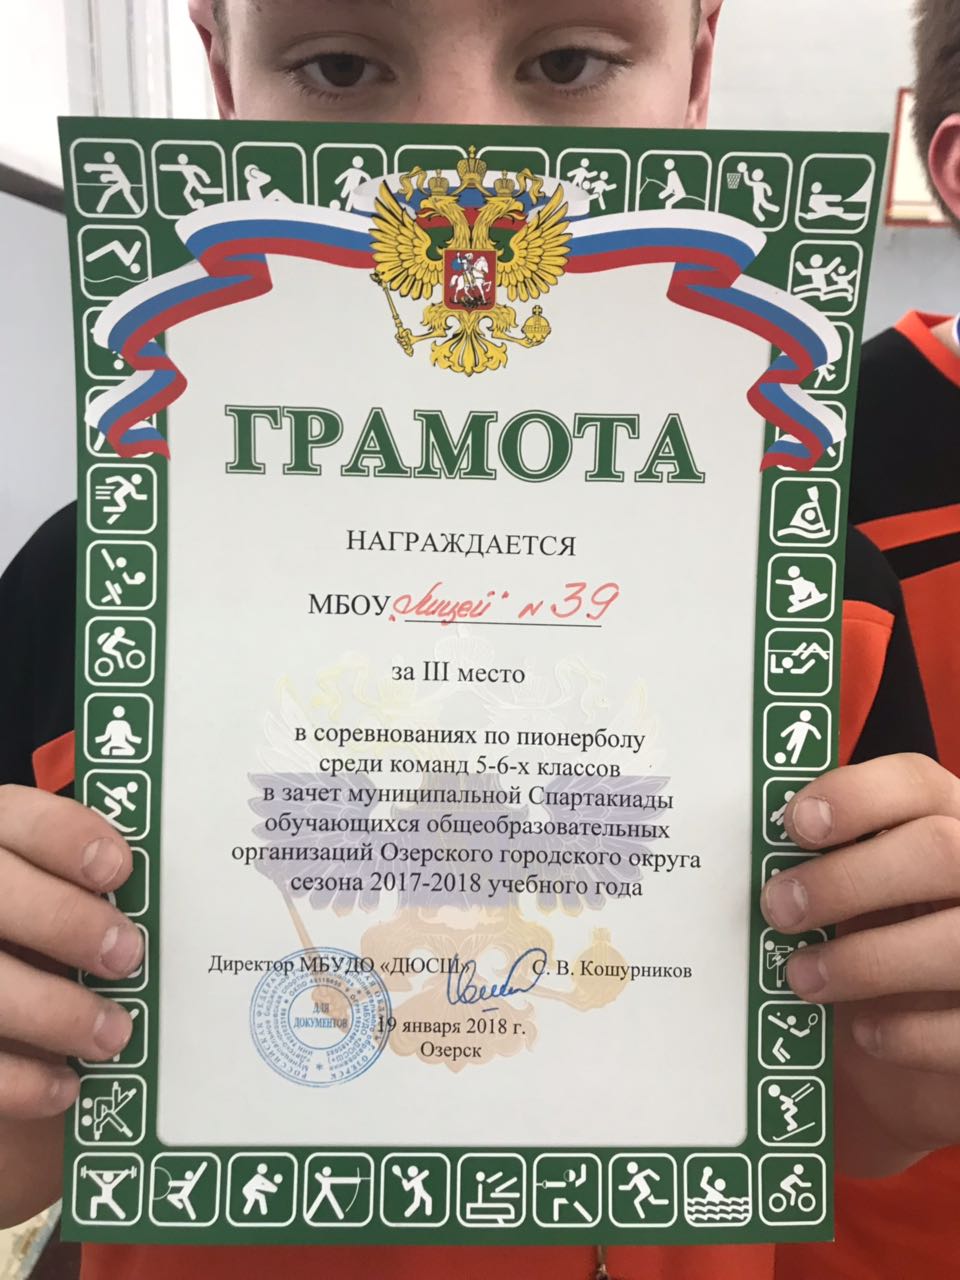 ГРАМОТА
НАГРАЖДАЕТСЯ
МБОУ "Лицей" № 39
за III место
в соревнованиях по пионерболу
среди команд 5-6-х классов
в зачет муниципальной Спартакиады
обучающихся общеобразовательных
организаций Озерского городского округа
сезона 2017-2018 учебного года
Директор МБУДО «ДЮСШ» С. В. Кошурников
ДЛЯ
ДОКУМЕНТОВ
19 января 2018 г.
Озерск